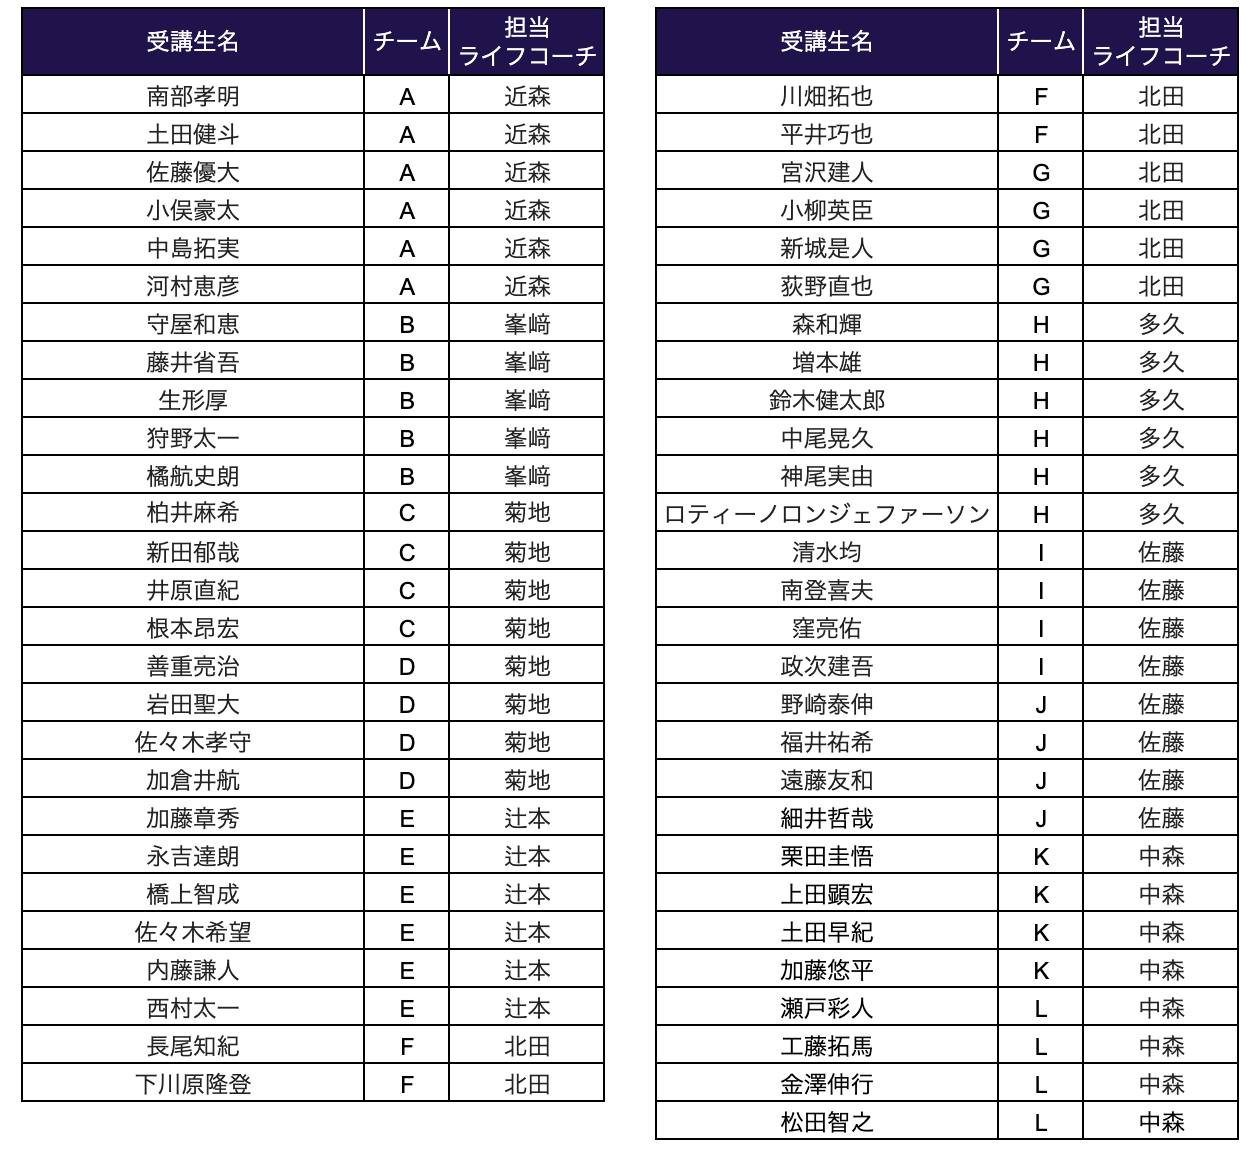 受講生名 チーム 担当
ライフコーチ
南部孝明 A 近森
土田健斗 A 近森
佐藤優大 A 近森
小俣豪太 A 近森
中島拓実 A 近森
河村恵彦 A 近森
守屋和恵 B 峯﨑
藤井省吾 B 峯﨑
生形厚 B 峯﨑
狩野太一 B 峯﨑
橘航史朗 B 峯﨑
柏井麻希 C 菊地
新田郁哉 C 菊地
井原直紀 C 菊地
根本昂宏 C 菊地
善重亮治 D 菊地
岩田聖大 D 菊地
佐々木孝守 D 菊地
加倉井航 D 菊地
加藤章秀 E 辻本
永吉達朗 E 辻本
橋上智成 E 辻本
佐々木希望 E 辻本
内藤謙人 E 辻本
西村太一 E 辻本
長尾知紀 F 北田
下川原隆登 F 北田
受講生名 チーム 担当
ライフコーチ
川畑拓也 F 北田
平井巧也 F 北田
宮沢建人 G 北田
小柳英臣 G 北田
新城是人 G 北田
荻野直也 G 北田
森和輝 H 多久
増本雄 H 多久
鈴木健太郎 H 多久
中尾晃久 H 多久
神尾実由 H 多久
ロティーノロンジェファーソン H 多久
清水均 I 佐藤
南登喜夫 I 佐藤
窪亮佑 I 佐藤
政次建吾 I 佐藤
野崎泰伸 J 佐藤
福井祐希 J 佐藤
遠藤友和 J 佐藤
細井哲哉 J 佐藤
栗田圭悟 K 中森
上田顕宏 K 中森
土田早紀 K 中森
加藤悠平 K 中森
瀬戸彩人 L 中森
工藤拓馬 L 中森
金澤伸行 L 中森
松田智之 L 中森